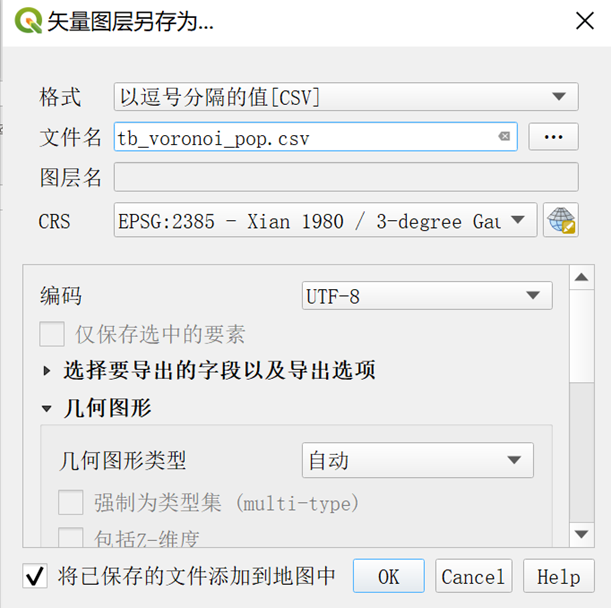 矢量图层另存为...
格式 以逗号分隔的值[CSV]
文件名 tb_voronoi_pop.csv ...
图层名
CRS EPSG:2385 - Xian 1980 / 3-degree Gau
编码 UTF-8
仅保存选中的要素
选择要导出的字段以及导出选项
几何图形
几何图形类型 自动
强制为类型集 (multi-type)
包括Z-维度
将已保存的文件添加到地图中 OK Cancel Help